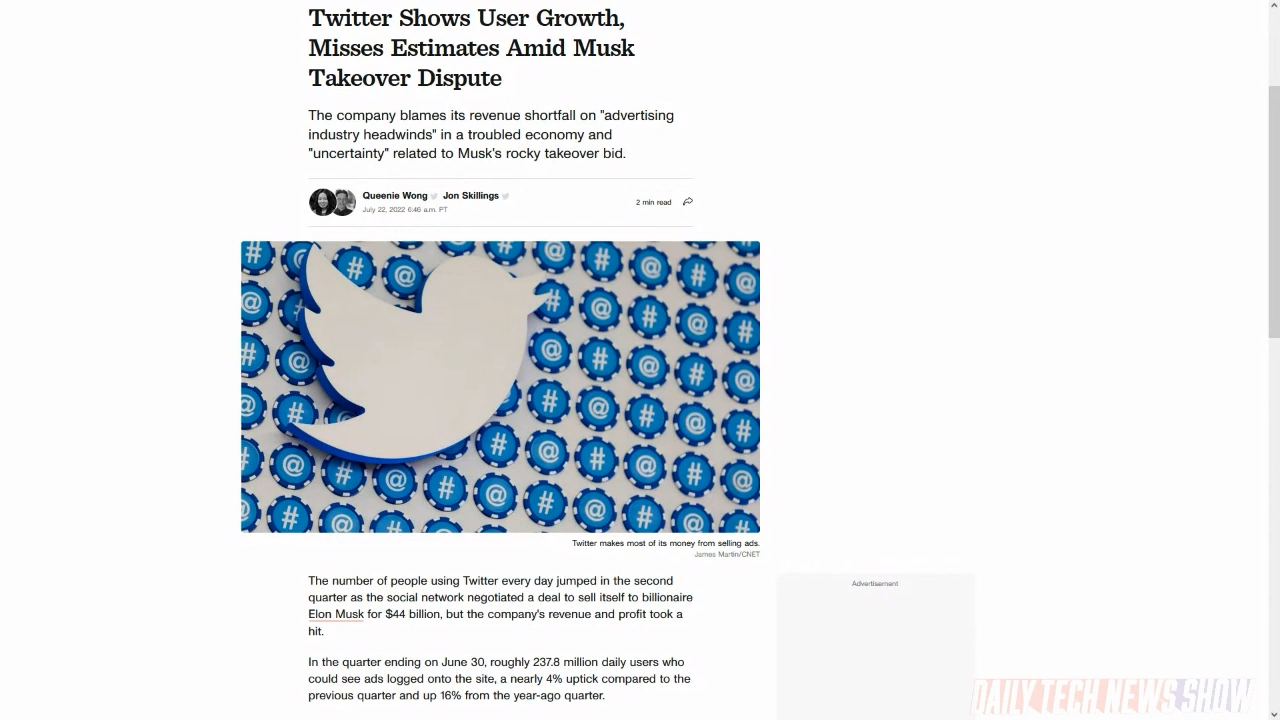 Twitter Shows User Growth,
Misses Estimates Amid Musk
Takeover Dispute
The company blames its revenue shortfall on "advertising
industry headwinds" in a troubled economy and
"uncertainty" related to Musk's rocky takeover bid.
Queenie Wong Jon Skillings
July 22, 2022 6:46 a.m. PT
2 min read
Twitter makes most of its money from selling ads.
James Martin/CNET
The number of people using Twitter every day jumped in the second
quarter as the social network negotiated a deal to sell itself to billionaire
Elon Musk for $44 billion, but the company's revenue and profit took a
hit.
Advertisement
In the quarter ending on June 30, roughly 237.8 million daily users who
could see ads logged onto the site, a nearly 4% uptick compared to the
previous quarter and up 16% from the year-ago quarter.
DAILY TECH NEWS SHOW